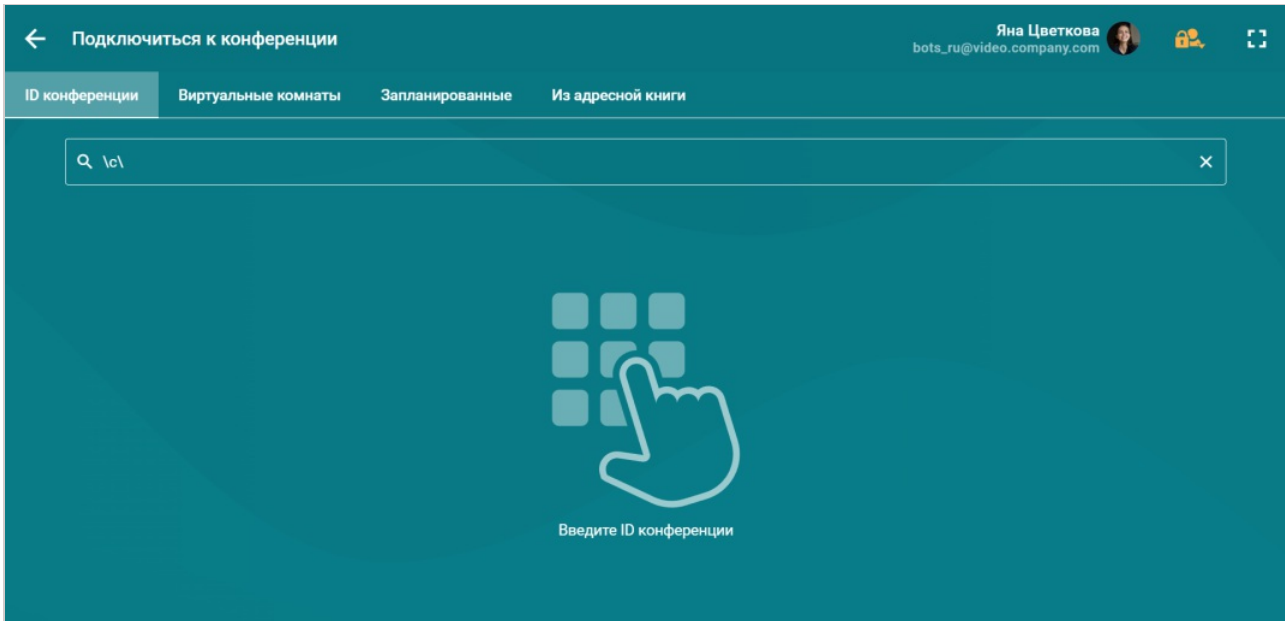 Подключиться к конференции
Яна Цветкова
bots_ru@video.company.com
ID конференции Виртуальные комнаты Запланированные Из адресной книги
\c\
Введите ID конференции